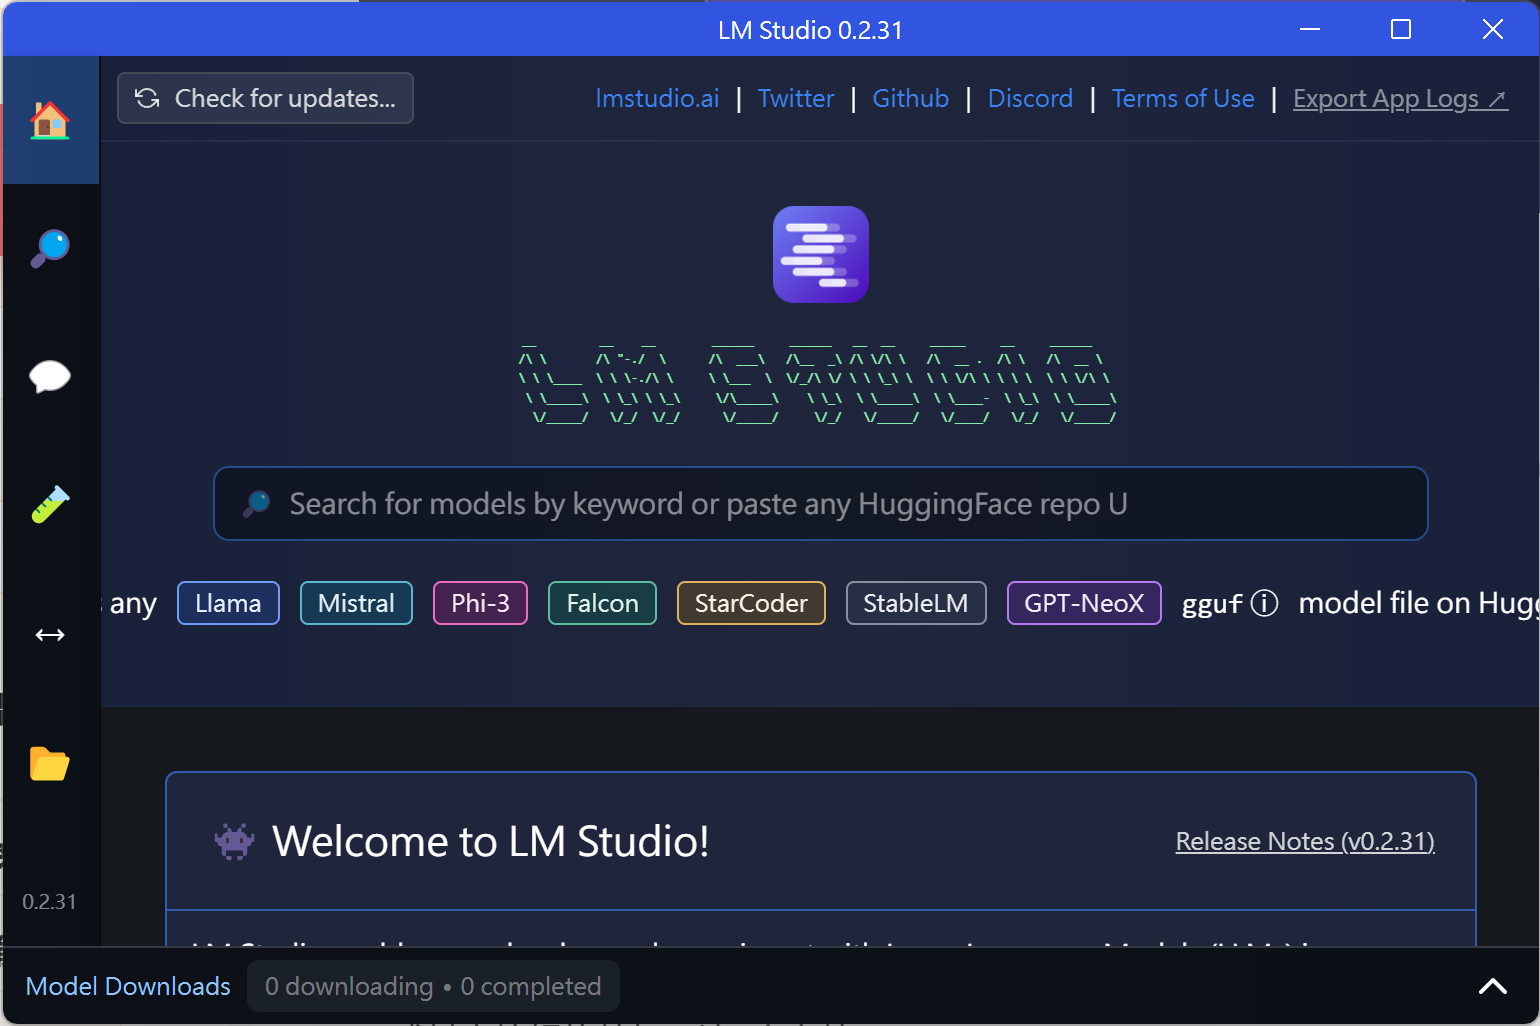 LM Studio 0.2.31
Check for updates... lmstudio.ai | Twitter | Github | Discord | Terms of Use | Export App Logs ↗
LM STUDIO
Search for models by keyword or paste any HuggingFace repo U
any Llama Mistral Phi-3 Falcon StarCoder StableLM GPT-NeoX gguf ⓘ model file on Hugg
Welcome to LM Studio! Release Notes (v0.2.31)
0.2.31
Model Downloads 0 downloading • 0 completed